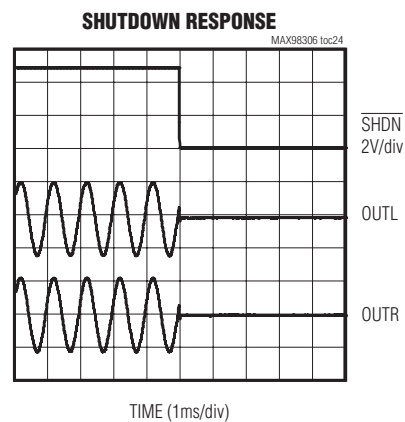 SHUTDOWN RESPONSE
MAX98306 toc24
SHDN
2V/div
OUTL
OUTR
TIME (1ms/div)